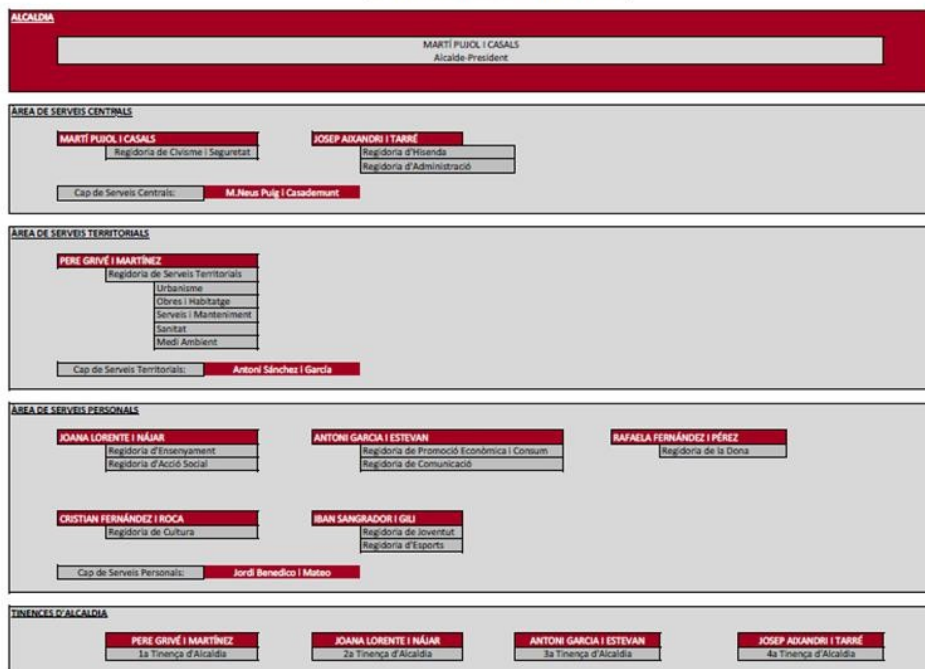 ALCALDIA
MARTÍ PUJOL I CASALS
Alcalde-President
ÀREA DE SERVEIS CENTRALS
MARTÍ PUJOL I CASALS
Regidoria de Civisme i Seguretat
JOSEP AIXANDRI I TARRÉ
Regidoria d'Hisenda
Regidoria d'Administració
Cap de Serveis Centrals:
M.Neus Puig i Casademunt
ÀREA DE SERVEIS TERRITORIALS
PERE GRIVÉ I MARTÍNEZ
Regidoria de Serveis Territorials
Urbanisme
Obres i Habitatge
Serveis i Manteniment
Sanitat
Medi Ambient
Cap de Serveis Territorials:
Antoni Sánchez i García
ÀREA DE SERVEIS PERSONALS
JOANA LORENTE I NÁJAR
Regidoria d'Ensenyament
Regidoria d'Acció Social
ANTONI GARCIA I ESTEVAN
Regidoria de Promoció Econòmica i Consum
Regidoria de Comunicació
RAFAELA FERNÁNDEZ I PÉREZ
Regidoria de la Dona
CRISTIAN FERNÁNDEZ I ROCA
Regidoria de Cultura
IBAN SANGRADOR I GILI
Regidoria de Joventut
Regidoria d'Esports
Cap de Serveis Personals:
Jordi Benedico i Mateo
TINENCES D'ALCALDIA
PERE GRIVÉ I MARTÍNEZ
1a Tinença d'Alcaldia
JOANA LORENTE I NÁJAR
2a Tinença d'Alcaldia
ANTONI GARCIA I ESTEVAN
3a Tinença d'Alcaldia
JOSEP AIXANDRI I TARRÉ
4a Tinença d'Alcaldia